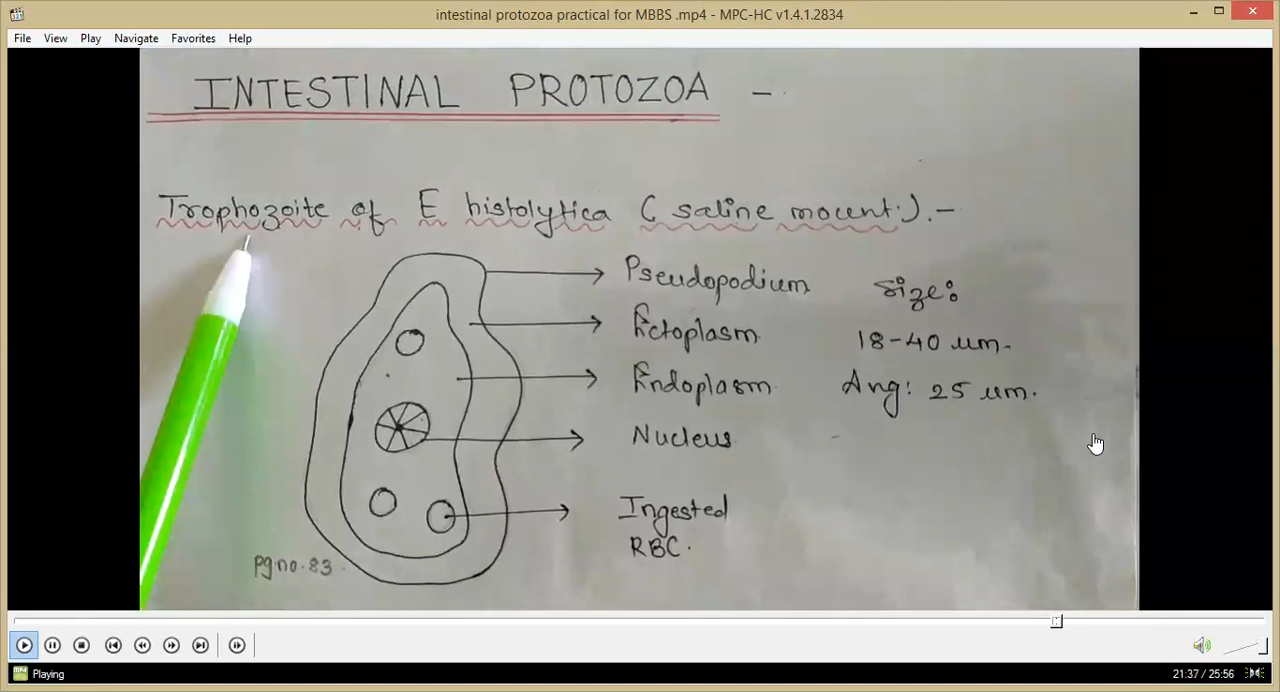 intestinal protozoa practical for MBBS .mp4 - MPC-HC v1.4.1.2834
File View Play Navigate Favorites Help
INTESTINAL PROTOZOA -
Trophozoite of E histolytica ( saline mount.). -
Pseudopodium
Size:
Ectoplasm
18-40 um.
Endoplasm
Avg: 25 um.
Nucleus
Ingested
RBC.
pg.no.83
Playing
21:37 / 25:56